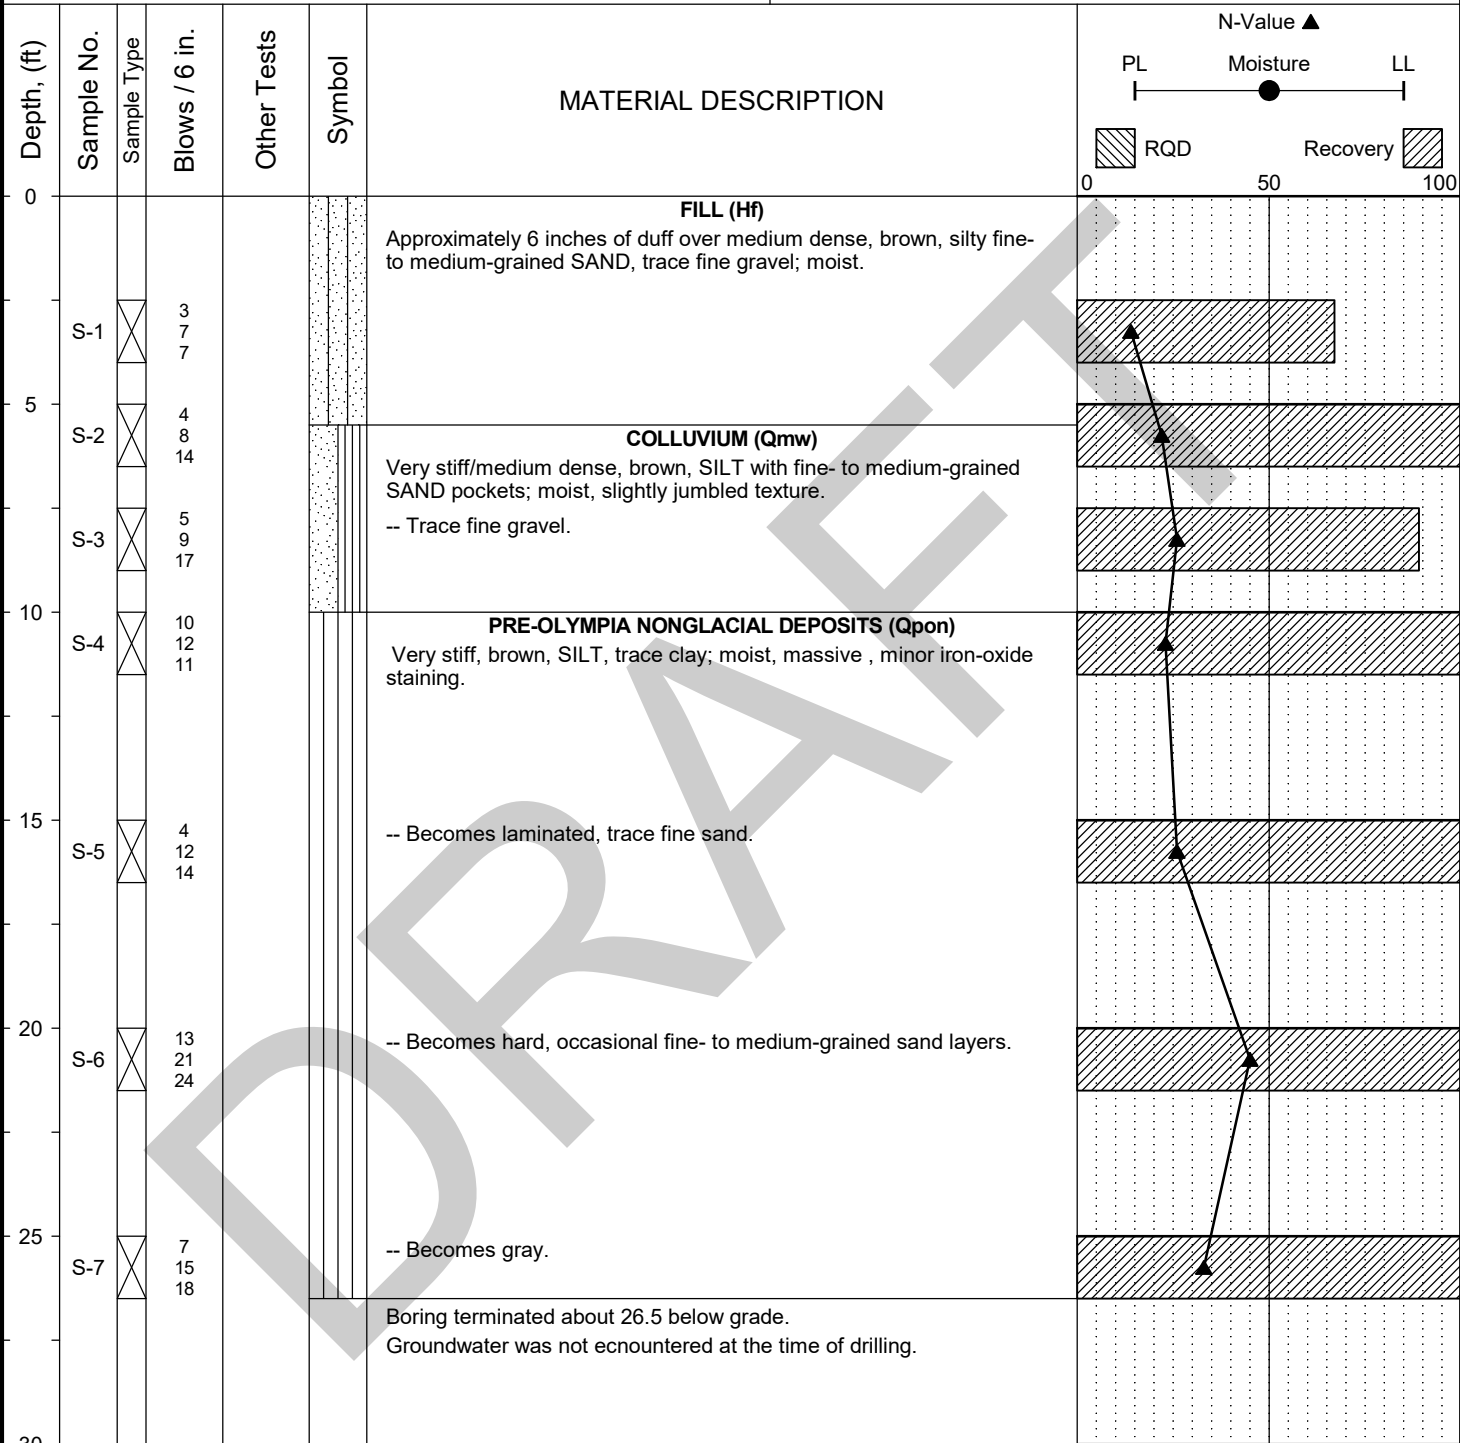 Depth, (ft)
Sample No.
Sample Type
Blows / 6 in.
Other Tests
Symbol
MATERIAL DESCRIPTION
N-Value
PL Moisture LL
RQD Recovery
0 50 100
0
FILL (Hf)
Approximately 6 inches of duff over medium dense, brown, silty fine-
to medium-grained SAND, trace fine gravel; moist.
S-1
3
7
7
5
S-2
4
8
14
COLLUVIUM (Qmw)
Very stiff/medium dense, brown, SILT with fine- to medium-grained
SAND pockets; moist, slightly jumbled texture.
S-3
5
9
17
-- Trace fine gravel.
10
PRE-OLYMPIA NONGLACIAL DEPOSITS (Qpon)
S-4
10
12
11
Very stiff, brown, SILT, trace clay; moist, massive , minor iron-oxide
staining.
15
S-5
4
12
14
-- Becomes laminated, trace fine sand.
20
S-6
13
21
24
-- Becomes hard, occasional fine- to medium-grained sand layers.
25
S-7
7
15
18
-- Becomes gray.
Boring terminated about 26.5 below grade.
Groundwater was not ecnountered at the time of drilling.
30
DRAFT